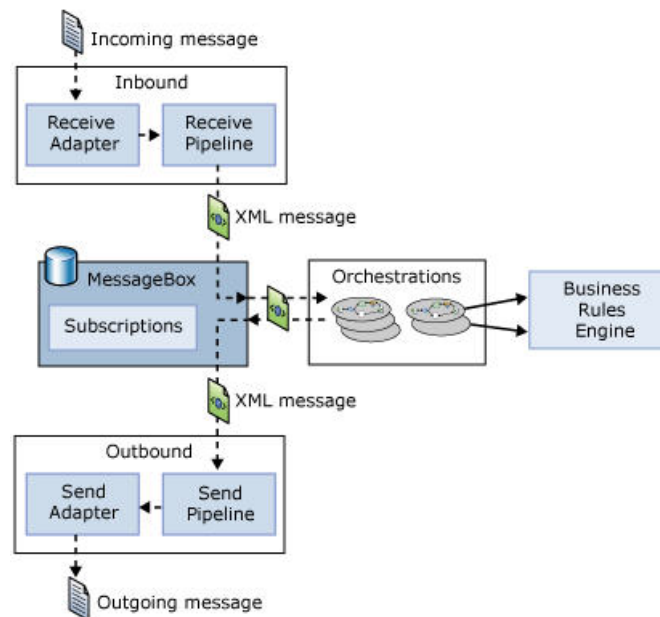 Incoming message
Inbound
Receive
Adapter
Receive
Pipeline
XML message
MessageBox
Subscriptions
Orchestrations
Business
Rules
Engine
XML message
Outbound
Send
Adapter
Send
Pipeline
Outgoing message